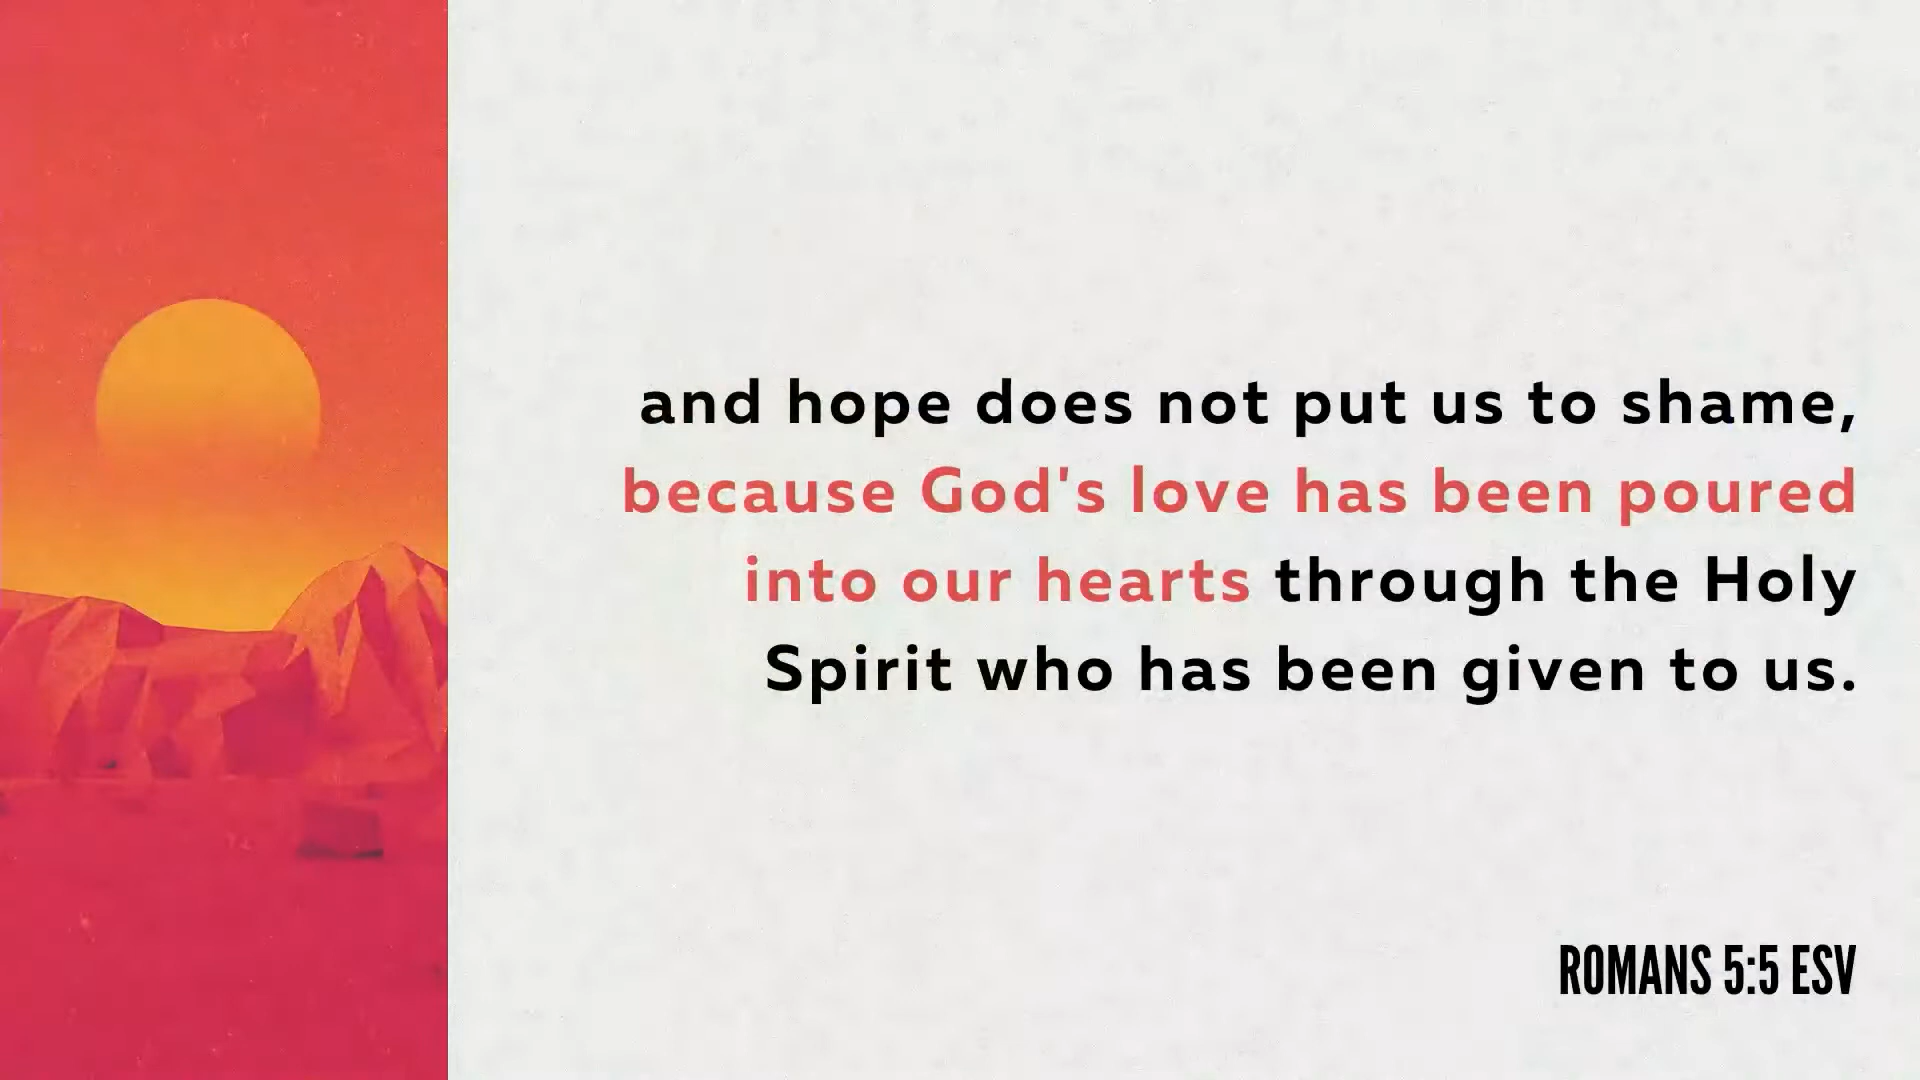 and hope does not put us to shame,
because God's love has been poured
into our hearts through the Holy
Spirit who has been given to us.
ROMANS 5:5 ESV